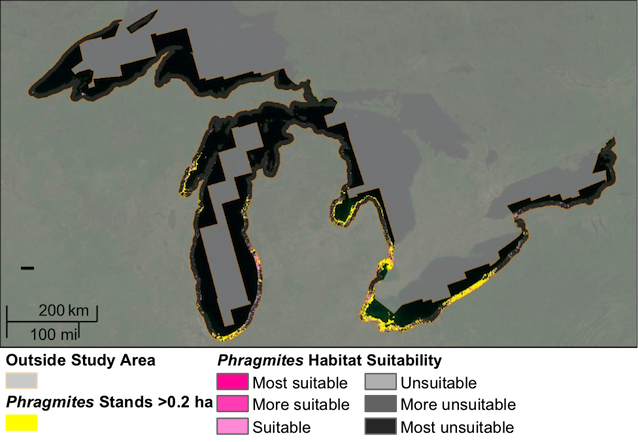 200 km
100 mi
Outside Study Area
Phragmites Stands >0.2 ha
Phragmites Habitat Suitability
Most suitable
More suitable
Suitable
Unsuitable
More unsuitable
Most unsuitable